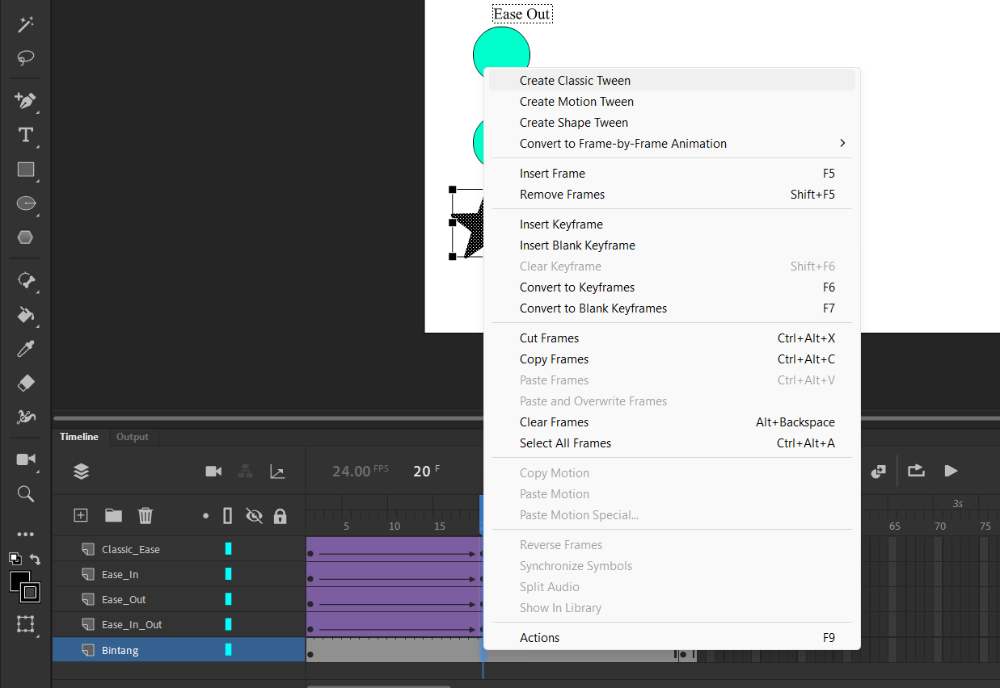 Ease Out
Create Classic Tween
Create Motion Tween
Create Shape Tween
Convert to Frame-by-Frame Animation
Insert Frame F5
Remove Frames Shift+F5
Insert Keyframe
Insert Blank Keyframe
Clear Keyframe Shift+F6
Convert to Keyframes F6
Convert to Blank Keyframes F7
Cut Frames Ctrl+Alt+X
Copy Frames Ctrl+Alt+C
Paste Frames Ctrl+Alt+V
Paste and Overwrite Frames
Clear Frames Alt+Backspace
Select All Frames Ctrl+Alt+A
Copy Motion
Paste Motion
Paste Motion Special...
Reverse Frames
Synchronize Symbols
Split Audio
Show In Library
Actions F9
Timeline Output
24.00 FPS 20 F
3s
5 10 15 65 70 75
Classic_Ease
Ease_In
Ease_Out
Ease_In_Out
Bintang